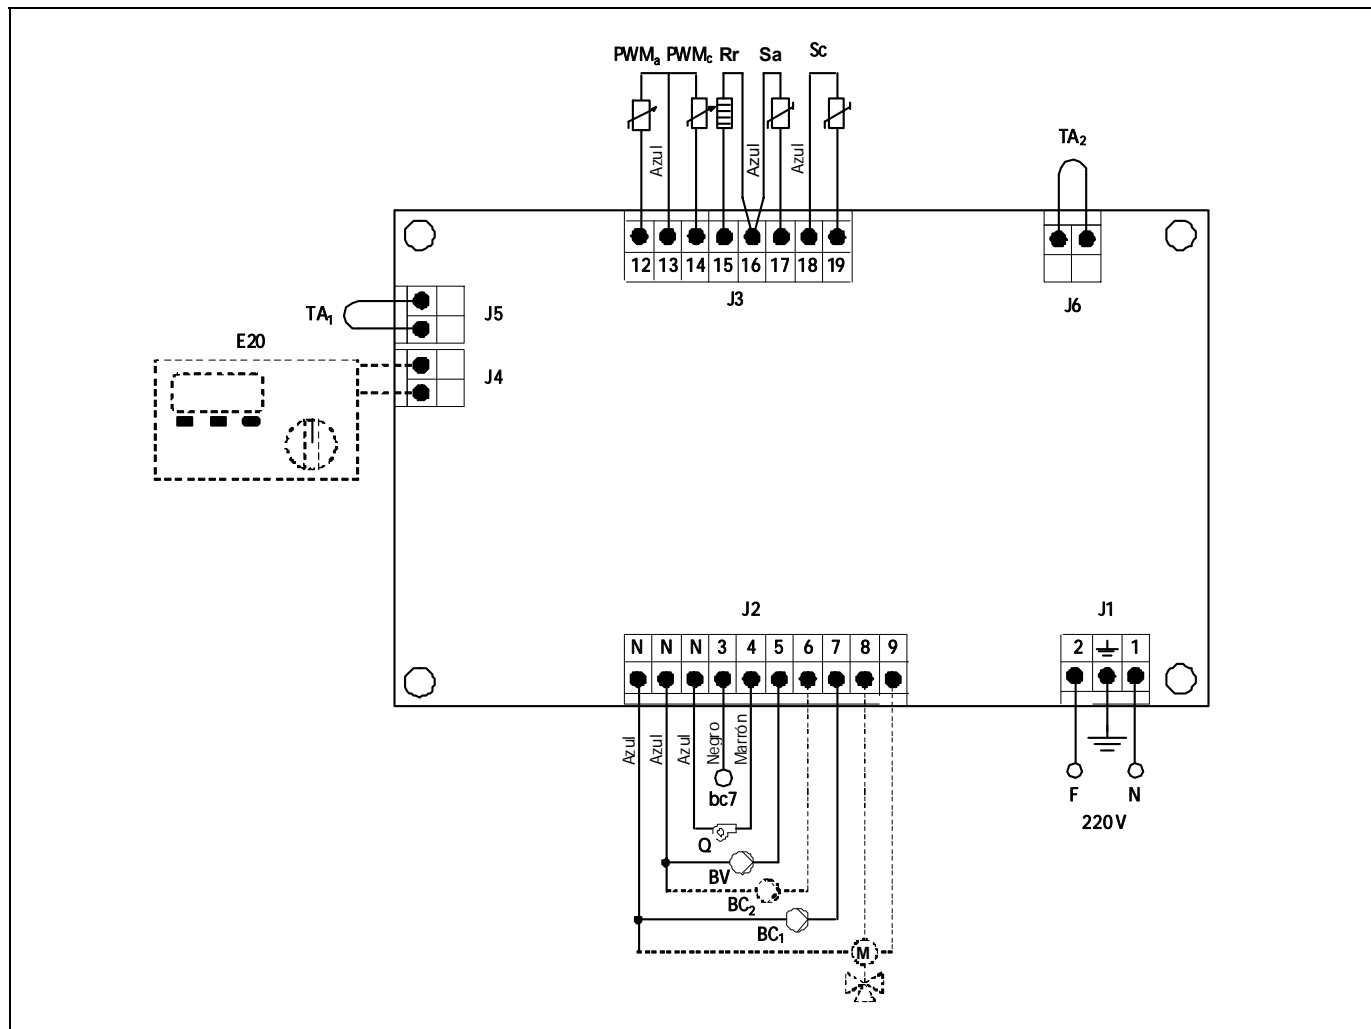 PWMa PWMc Rr Sa Sc
TA2
Azul Azul Azul
12 13 14 15 16 17 18 19
J3
J6
TA1
J5
E20
J4
J2
J1
N N N 3 4 5 6 7 8 9
2 1
Azul Azul Azul Negro Marrón
bc7
F N
220 V
Q
BV
BC2
BC1
M